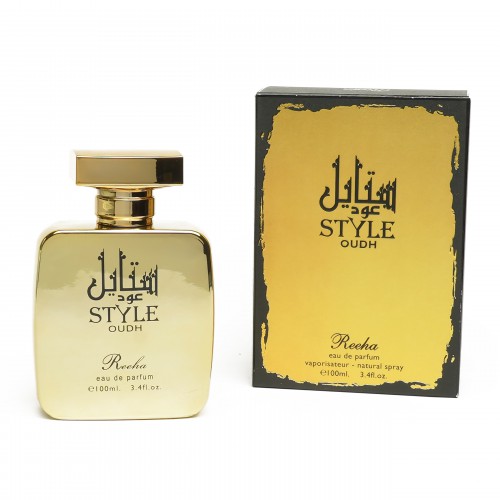 ستايل
عود
STYLE
OUDH
Reeha
eau de parfum
℮100ml. 3.4fl.oz.
ستايل
عود
STYLE
OUDH
Reeha
eau de parfum
vaporisateur - natural spray
℮100ml. 3.4fl.oz.